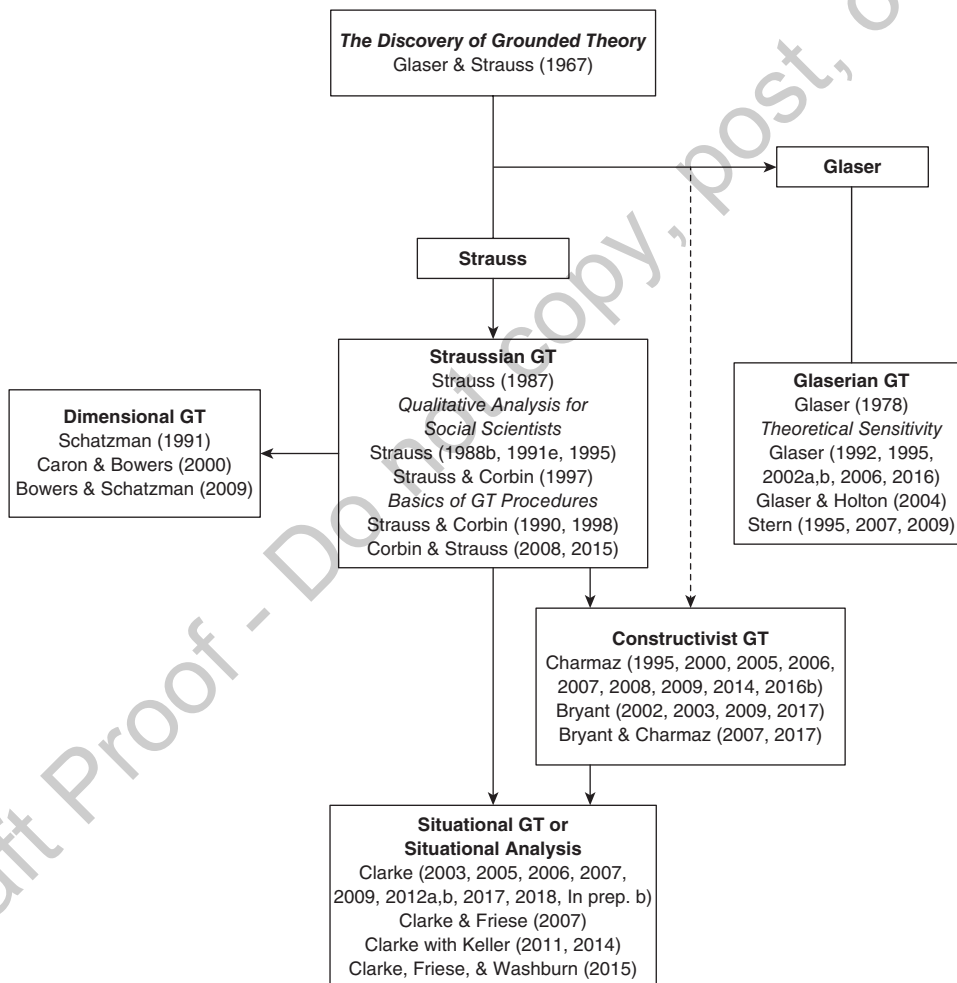 The Discovery of Grounded Theory
Glaser & Strauss (1967)
Glaser
Strauss
Straussian GT
Strauss (1987)
Qualitative Analysis for
Social Scientists
Strauss (1988b, 1991e, 1995)
Strauss & Corbin (1997)
Basics of GT Procedures
Strauss & Corbin (1990, 1998)
Corbin & Strauss (2008, 2015)
Dimensional GT
Schatzman (1991)
Caron & Bowers (2000)
Bowers & Schatzman (2009)
Glaserian GT
Glaser (1978)
Theoretical Sensitivity
Glaser (1992, 1995,
2002a,b, 2006, 2016)
Glaser & Holton (2004)
Stern (1995, 2007, 2009)
Constructivist GT
Charmaz (1995, 2000, 2005, 2006,
2007, 2008, 2009, 2014, 2016b)
Bryant (2002, 2003, 2009, 2017)
Bryant & Charmaz (2007, 2017)
Situational GT or
Situational Analysis
Clarke (2003, 2005, 2006, 2007,
2009, 2012a,b, 2017, 2018, In prep. b)
Clarke & Friese (2007)
Clarke with Keller (2011, 2014)
Clarke, Friese, & Washburn (2015)
Proof - Do not copy, post,